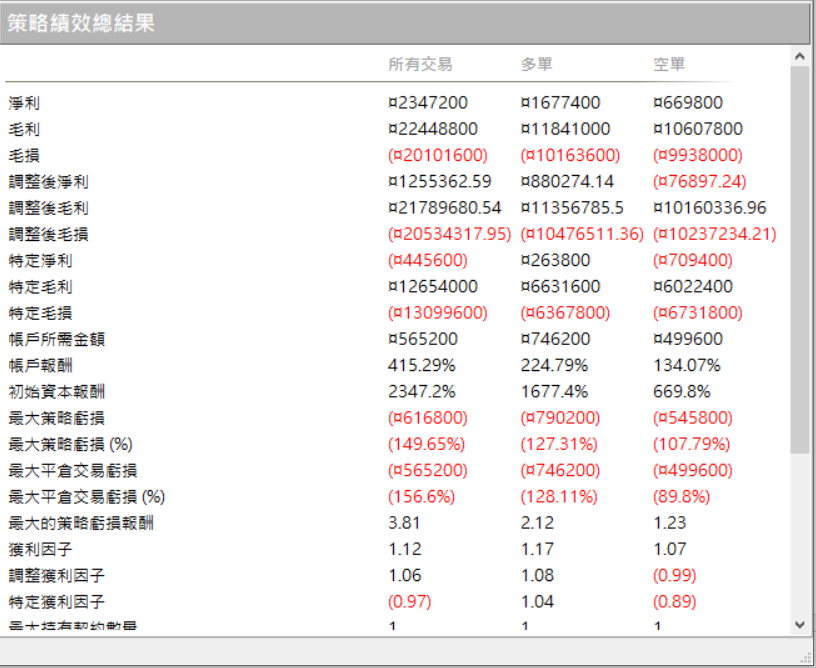 策略績效總結果
所有交易 多單 空單
淨利 ¤2347200 ¤1677400 ¤669800
毛利 ¤22448800 ¤11841000 ¤10607800
毛損 (¤20101600) (¤10163600) (¤9938000)
調整後淨利 ¤1255362.59 ¤880274.14 (¤76897.24)
調整後毛利 ¤21789680.54 ¤11356785.5 ¤10160336.96
調整後毛損 (¤20534317.95) (¤10476511.36) (¤10237234.21)
特定淨利 (¤445600) ¤263800 (¤709400)
特定毛利 ¤12654000 ¤6631600 ¤6022400
特定毛損 (¤13099600) (¤6367800) (¤6731800)
帳戶所需金額 ¤565200 ¤746200 ¤499600
帳戶報酬 415.29% 224.79% 134.07%
初始資本報酬 2347.2% 1677.4% 669.8%
最大策略虧損 (¤616800) (¤790200) (¤545800)
最大策略虧損 (%) (149.65%) (127.31%) (107.79%)
最大平倉交易虧損 (¤565200) (¤746200) (¤499600)
最大平倉交易虧損 (%) (156.6%) (128.11%) (89.8%)
最大的策略虧損報酬 3.81 2.12 1.23
獲利因子 1.12 1.17 1.07
調整獲利因子 1.06 1.08 (0.99)
特定獲利因子 (0.97) 1.04 (0.89)
最大持有契約數量 1 1 1